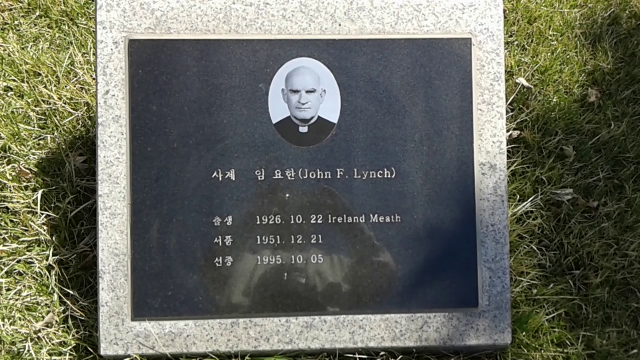 사제 임 요한(John F. Lynch)
출생 1926. 10. 22 Ireland Meath
서품 1951. 12. 21
선종 1995. 10. 05